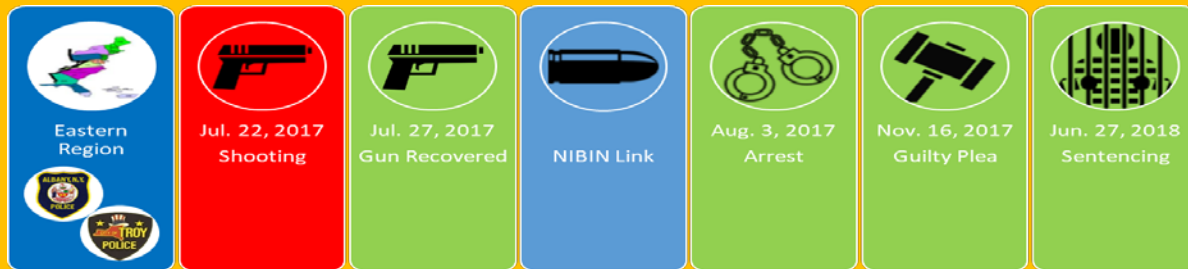 Eastern
Region
ALBANY, N.Y.
POLICE
TROY
POLICE
Jul. 22, 2017
Shooting
Jul. 27, 2017
Gun Recovered
NIBIN Link
Aug. 3, 2017
Arrest
Nov. 16, 2017
Guilty Plea
Jun. 27, 2018
Sentencing